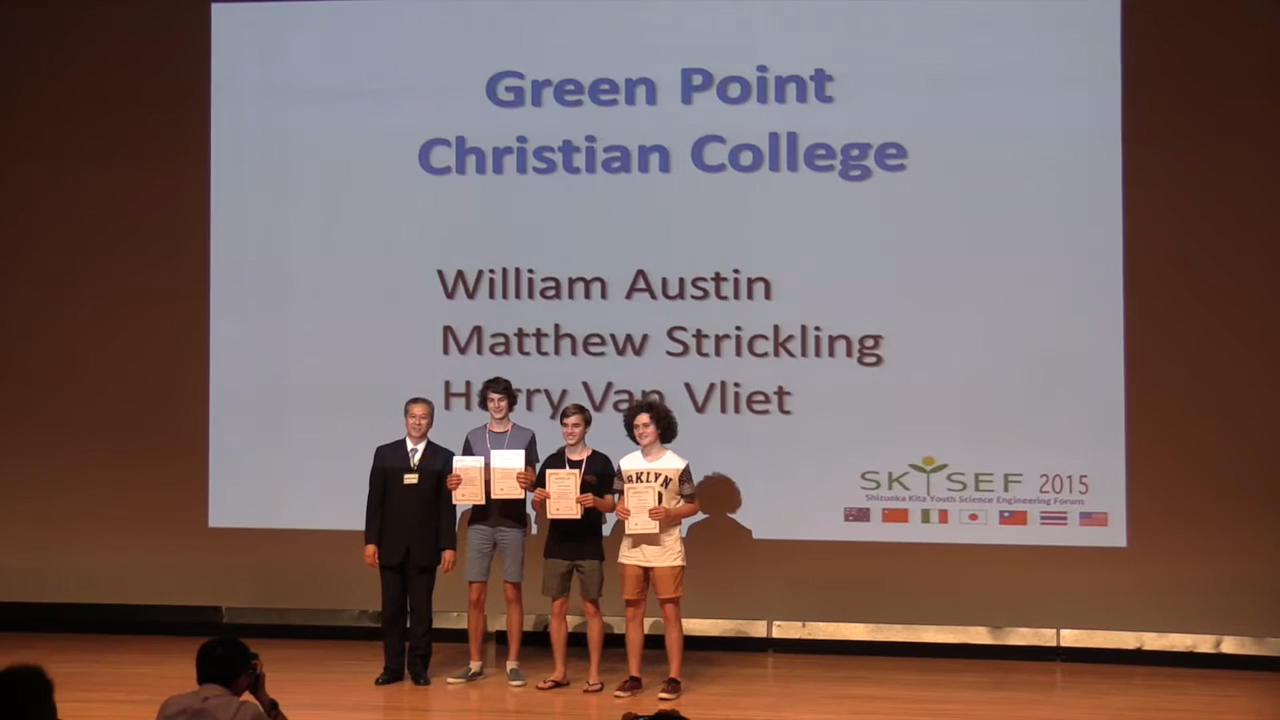 Green Point
Christian College
William Austin
Matthew Strickling
Harry Van Vliet
SKYSEF 2015
Shizuoka Kita Youth Science Engineering Forum
RKLYN